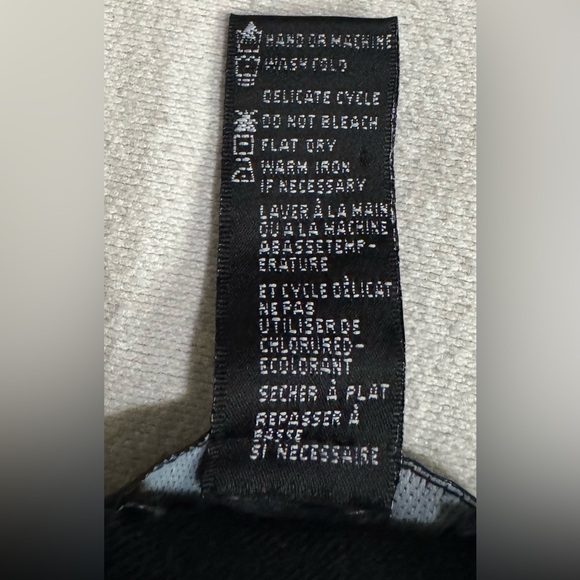 HAND OR MACHINE
WASH COLD
DELICATE CYCLE
DO NOT BLEACH
FLAT DRY
WARM IRON
IF NECESSARY
LAVER À LA MAIN
OU A LA MACHINE
ABASSETEMP-
ERATURE
ET CYCLE DÈLICAT
NE PAS
UTILISER DE
CHLORURED-
ECOLORANT
SECHER À PLAT
REPASSER À
BASSE
SI NECESSAIRE